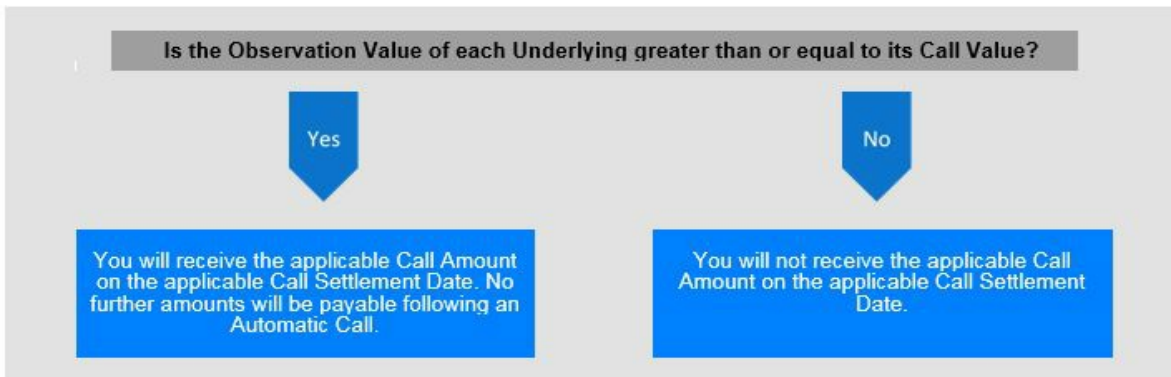 Is the Observation Value of each Underlying greater than or equal to its Call Value?
Yes
No
You will receive the applicable Call Amount
on the applicable Call Settlement Date. No
further amounts will be payable following an
Automatic Call.
You will not receive the applicable Call
Amount on the applicable Call Settlement
Date.